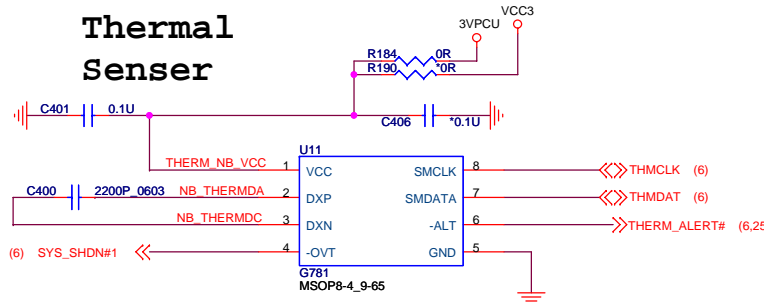 Thermal
Senser
VCC3
3VPCU
R184 0R
R190 *0R
C401 0.1U
C406 *0.1U
U11
THERM_NB_VCC 1 VCC SMCLK 8 THMCLK (6)
C400 2200P_0603 NB_THERMDA 2 DXP SMDATA 7 THMDAT (6)
NB_THERMDC 3 DXN -ALT 6 THERM_ALERT# (6,25
(6) SYS_SHDN#1 4 -OVT GND 5
G781
MSOP8-4_9-65